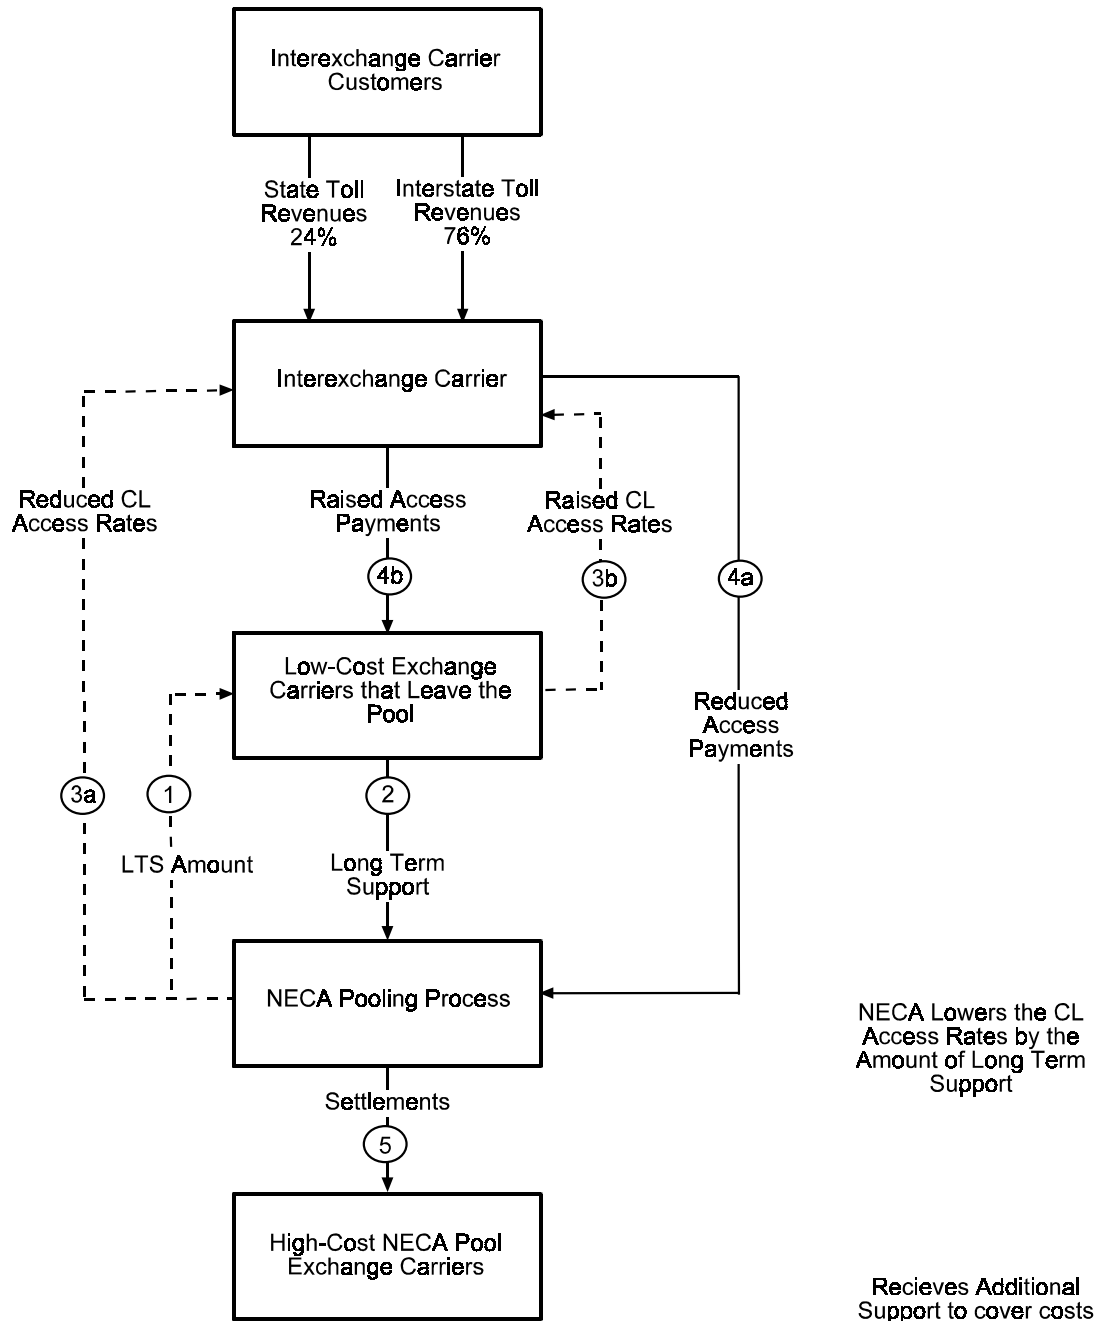 Interexchange Carrier
Customers
State Toll
Revenues
24%
Interstate Toll
Revenues
76%
Interexchange Carrier
Reduced CL
Access Rates
Raised Access
Payments
Raised CL
Access Rates
4b
3b
4a
Low-Cost Exchange
Carriers that Leave the
Pool
Reduced
Access
Payments
3a
1
2
LTS Amount
Long Term
Support
NECA Pooling Process
NECA Lowers the CL
Access Rates by the
Amount of Long Term
Support
Settlements
5
High-Cost NECA Pool
Exchange Carriers
Recieves Additional
Support to cover costs